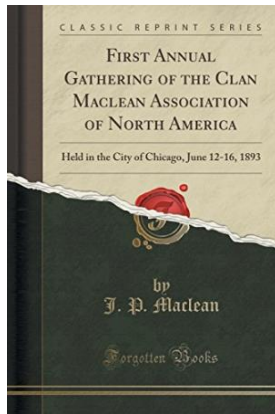 CLASSIC REPRINT SERIES
FIRST ANNUAL
GATHERING OF THE CLAN
MACLEAN ASSOCIATION
OF NORTH AMERICA
Held in the City of Chicago, June 12-16, 1893
by
J. P. Maclean
Forgotten Books